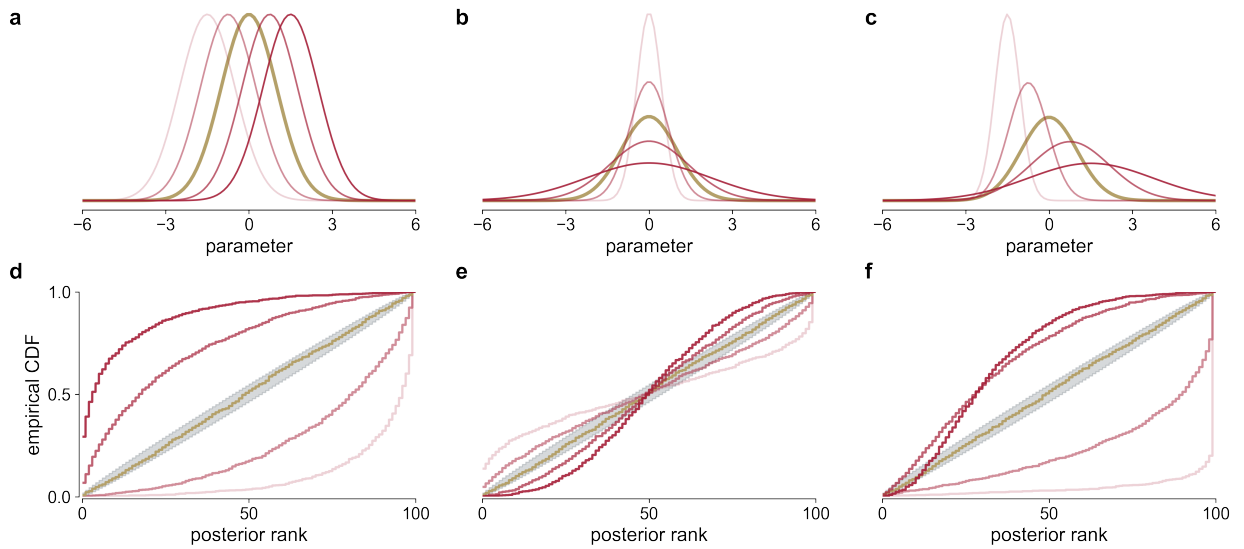 a
b
c
−6 −3 0 3 6
−6 −3 0 3 6
−6 −3 0 3 6
parameter
parameter
parameter
d
e
f
1.0
0.5
0.0
empirical CDF
0 50 100
0 50 100
0 50 100
posterior rank
posterior rank
posterior rank